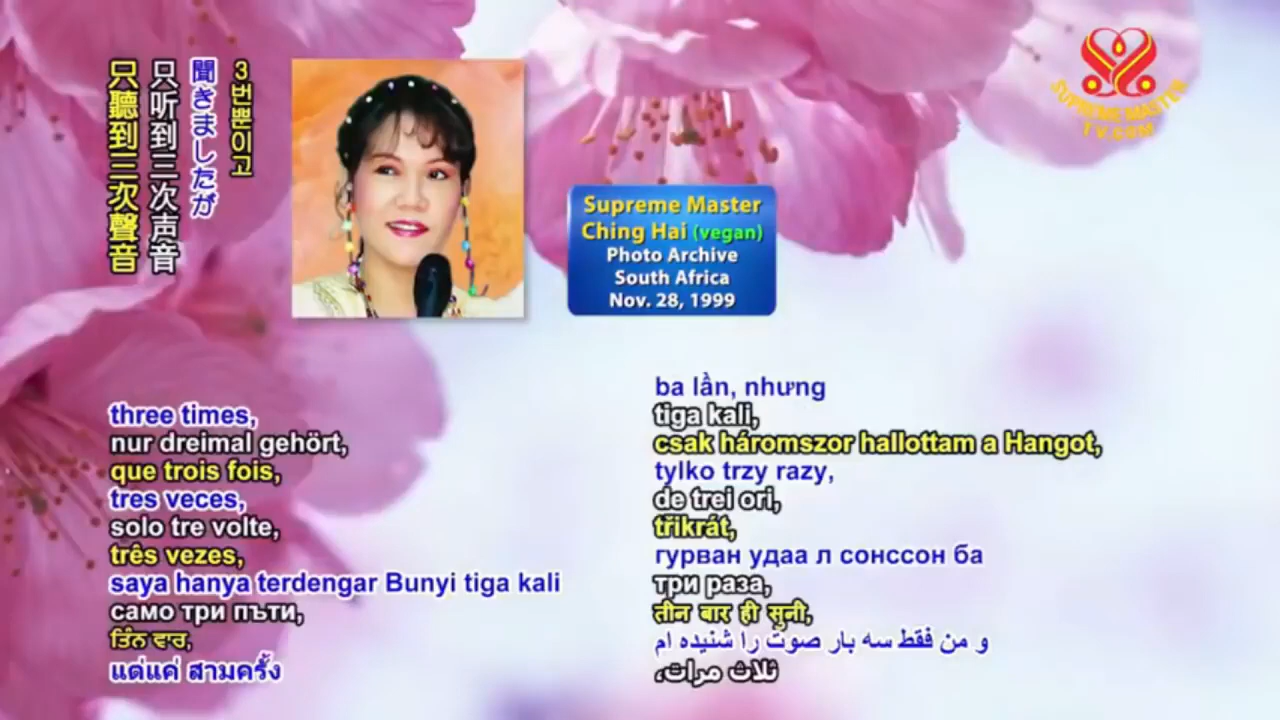 3번뿐이고
聞きましたが
只听到三次声音
只聽到三次聲音
SUPREME MASTER
TV.COM
Supreme Master
Ching Hai (vegan)
Photo Archive
South Africa
Nov. 28, 1999
three times,
nur dreimal gehört,
que trois fois,
tres veces,
solo tre volte,
três vezes,
saya hanya terdengar Bunyi tiga kali
само три пъти,
ਤਿੰਨ ਵਾਰ,
แด่แค่ สามครั้ง
ba lần, nhưng
tiga kali,
csak háromszor hallottam a Hangot,
tylko trzy razy,
de trei ori,
třikrát,
гурван удаа л сонссон ба
три раза,
तीन बार ही सुनी,
و من فقط سه بار صوت را شنیده ام
ثلاث مرات،